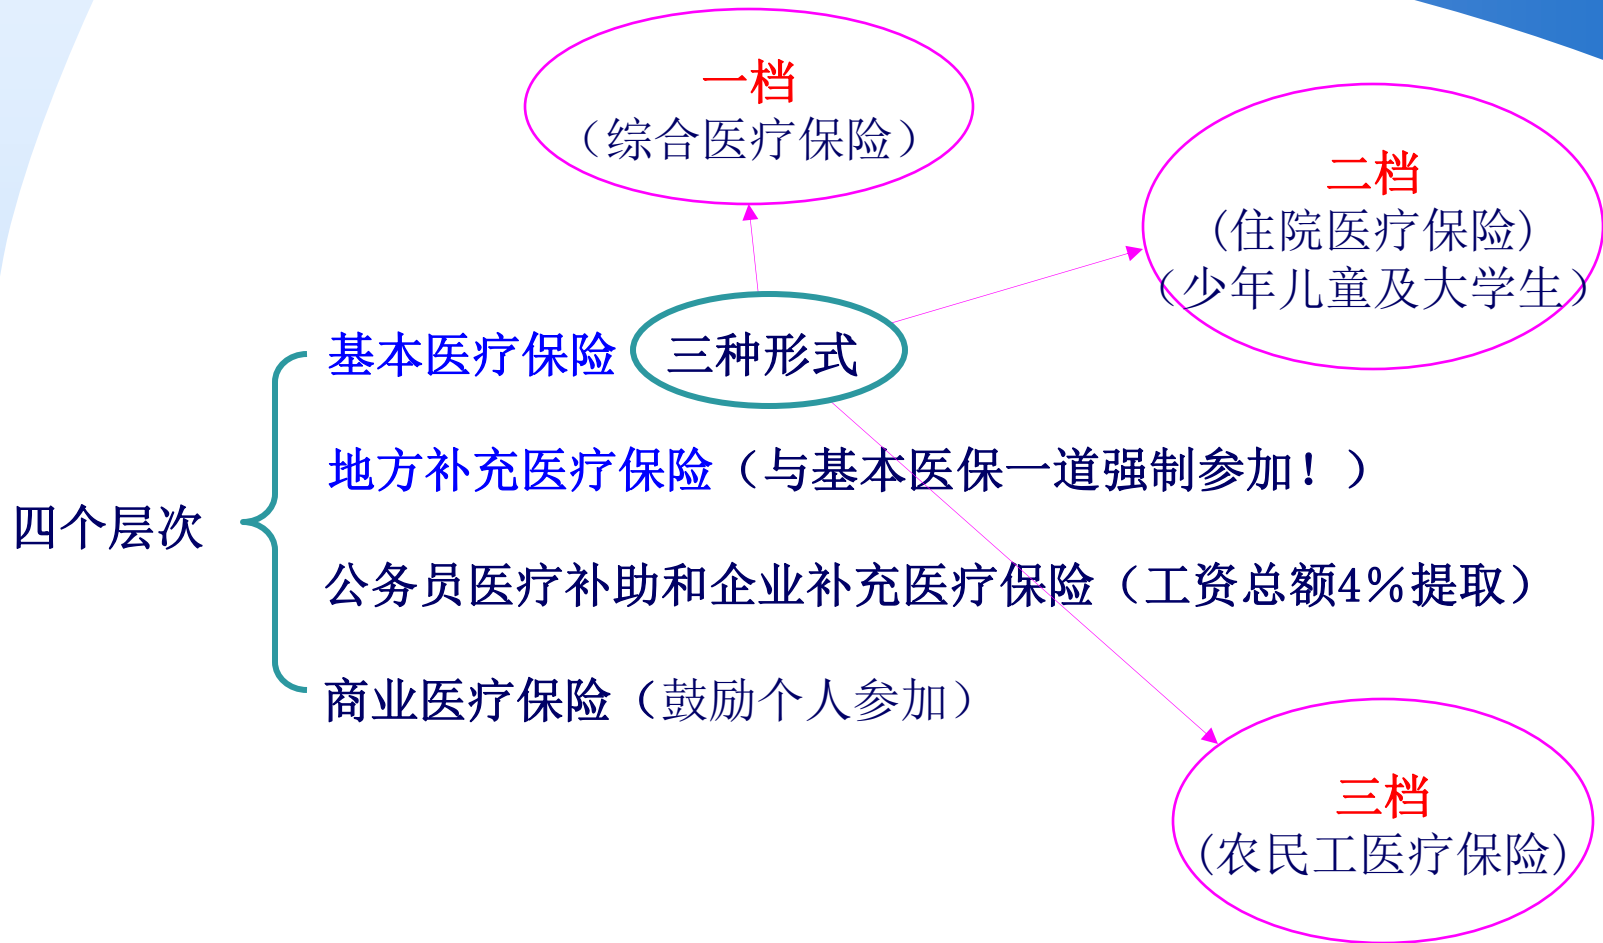 一档
（综合医疗保险）
二档
(住院医疗保险)
（少年儿童及大学生）
基本医疗保险
三种形式
地方补充医疗保险（与基本医保一道强制参加！）
四个层次
公务员医疗补助和企业补充医疗保险（工资总额4%提取）
商业医疗保险（鼓励个人参加）
三档
(农民工医疗保险)